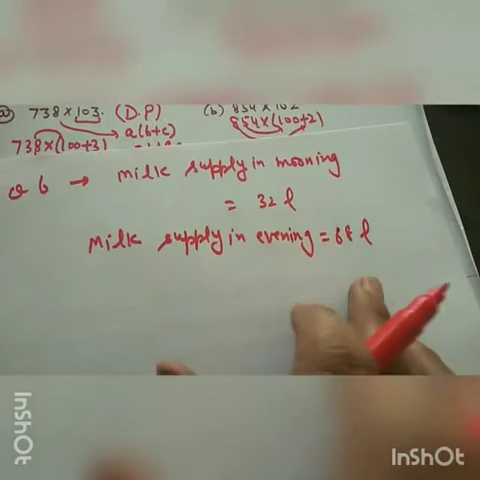 (a) 738 × 103. (D.P)
(b) 854 × 102
a(b+c)
854×(100+2)
738×(100+3)
Q 6 → Milk supply in mooning
= 32 l
Milk supply in evening = 68 l
InShOt
InShOt